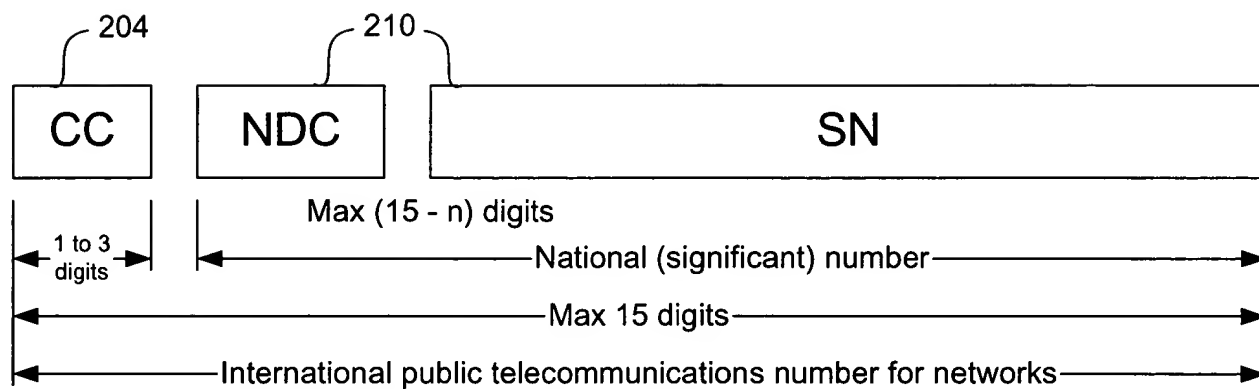 204
210
CC
NDC
SN
Max (15 - n) digits
1 to 3
digits
National (significant) number
Max 15 digits
International public telecommunications number for networks